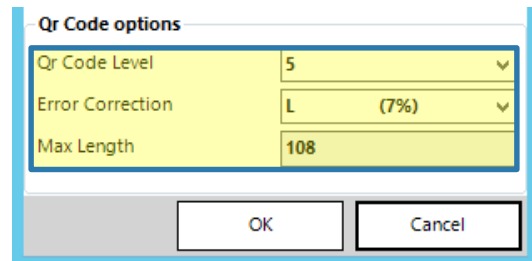 Qr Code options
Qr Code Level 5
Error Correction L (7%)
Max Length 108
OK Cancel